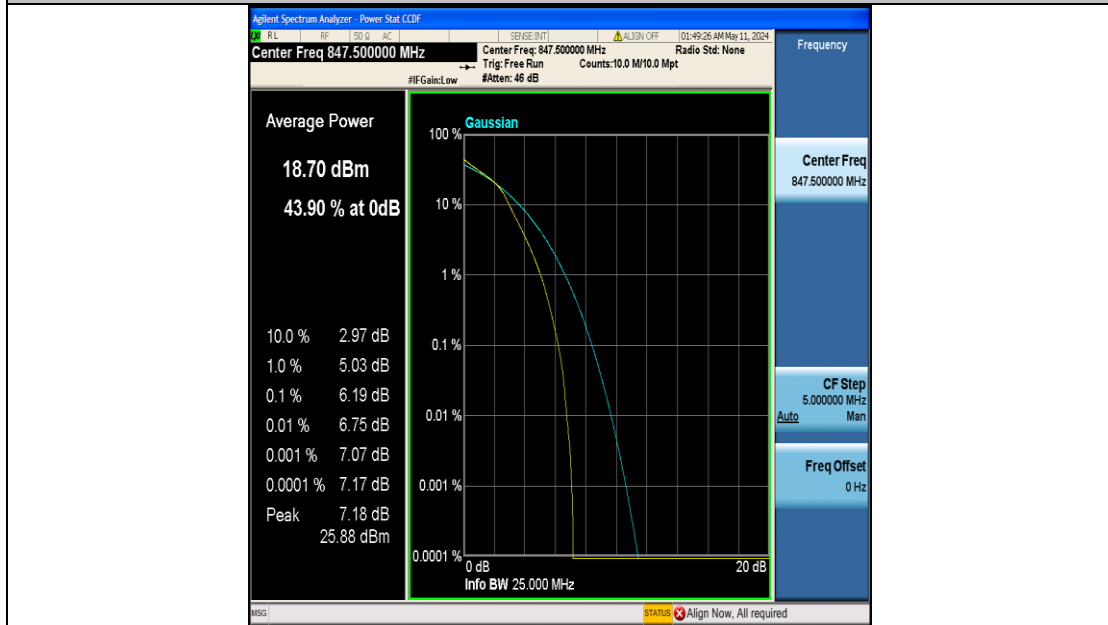 Agilent Spectrum Analyzer - Power Stat CCDF
RL RF 50 Ω AC SENSE:INT ALIGN OFF 01:49:26 AM May 11, 2024
Center Freq 847.500000 MHz
Center Freq: 847.500000 MHz Radio Std: None
Trig: Free Run Counts:10.0 M/10.0 Mpt
#IFGain:Low #Atten: 46 dB
Frequency
Average Power
18.70 dBm
43.90 % at 0dB
10.0 % 2.97 dB
1.0 % 5.03 dB
0.1 % 6.19 dB
0.01 % 6.75 dB
0.001 % 7.07 dB
0.0001 % 7.17 dB
Peak 7.18 dB
25.88 dBm
Gaussian
100 %
10 %
1 %
0.1 %
0.01 %
0.001 %
0.0001 %
0 dB 20 dB
Info BW 25.000 MHz
Center Freq
847.500000 MHz
CF Step
5.000000 MHz
Auto Man
Freq Offset
0 Hz
MSG STATUS Align Now, All required